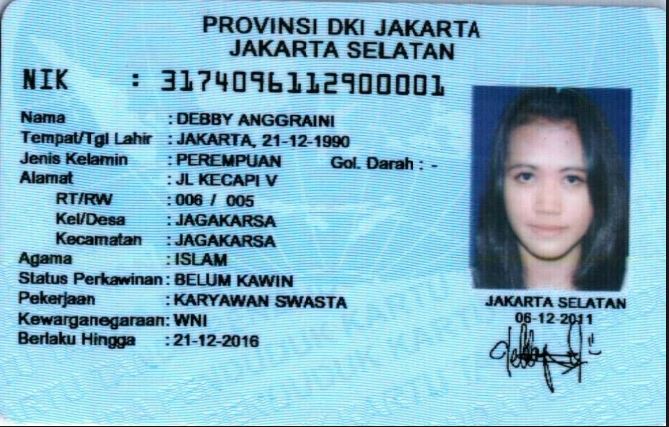 PROVINSI DKI JAKARTA
JAKARTA SELATAN
NIK : 3174096112900001
Nama : DEBBY ANGGRAINI
Tempat/Tgl Lahir : JAKARTA, 21-12-1990
Jenis Kelamin : PEREMPUAN Gol. Darah : -
Alamat : JL KECAPI V
RT/RW : 006 / 005
Kel/Desa : JAGAKARSA
Kecamatan : JAGAKARSA
Agama : ISLAM
Status Perkawinan : BELUM KAWIN
Pekerjaan : KARYAWAN SWASTA
Kewarganegaraan : WNI
Berlaku Hingga : 21-12-2016
JAKARTA SELATAN
06-12-2011